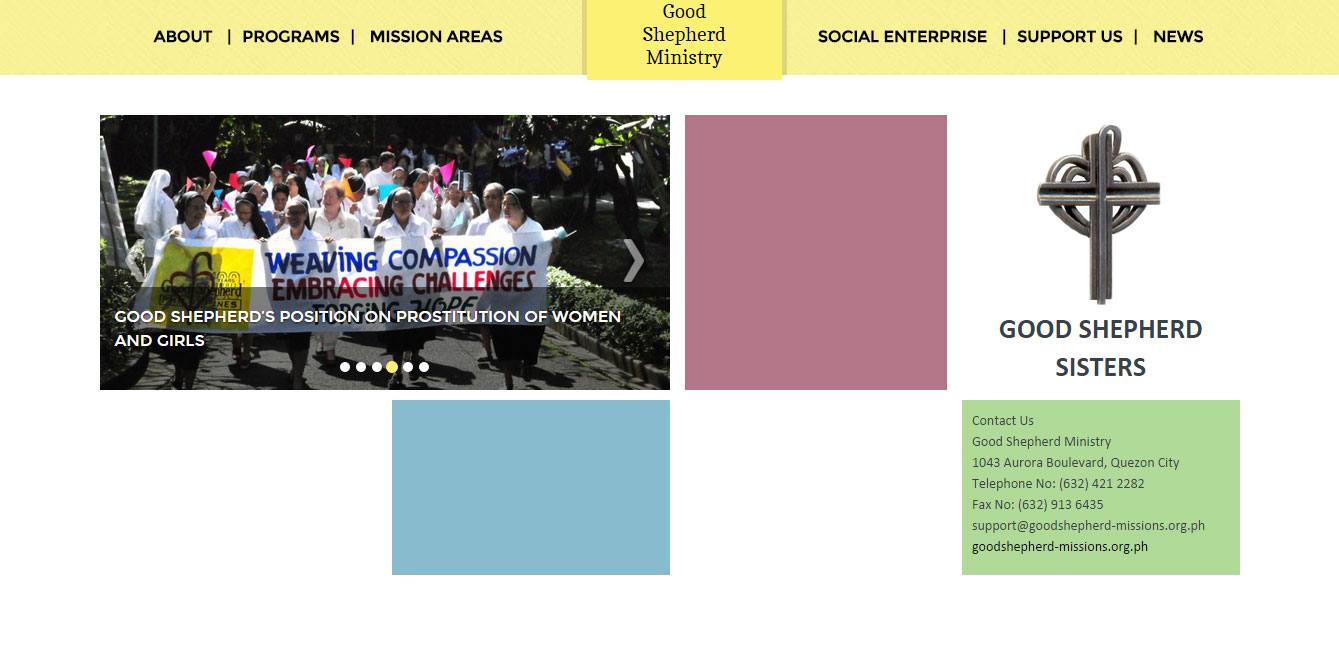 ABOUT | PROGRAMS | MISSION AREAS
Good
Shepherd
Ministry
SOCIAL ENTERPRISE | SUPPORT US | NEWS
WEAVING COMPASSION
EMBRACING CHALLENGES
FORGING HOPE
Good Shepherd
GOOD SHEPHERD'S POSITION ON PROSTITUTION OF WOMEN
AND GIRLS
GOOD SHEPHERD
SISTERS
Contact Us
Good Shepherd Ministry
1043 Aurora Boulevard, Quezon City
Telephone No: (632) 421 2282
Fax No: (632) 913 6435
support@goodshepherd-missions.org.ph
goodshepherd-missions.org.ph